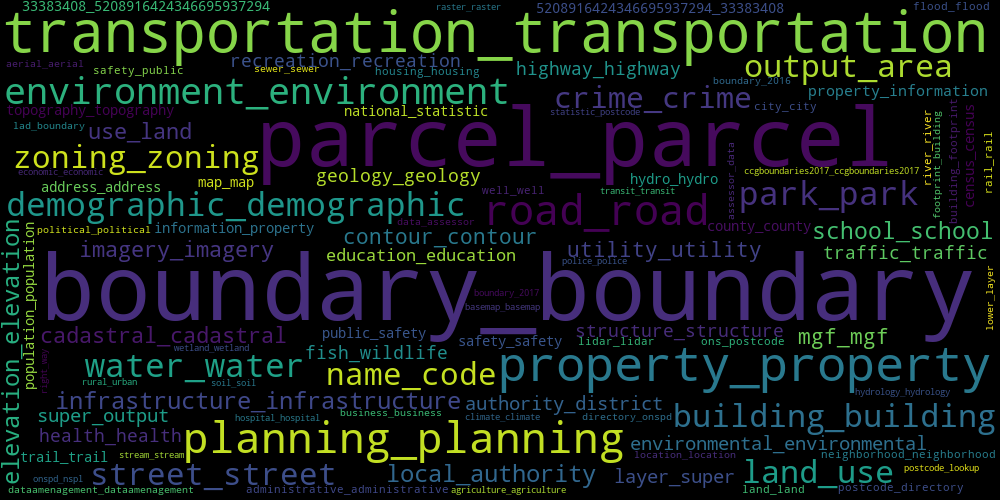 33383408_5208916424346695937294
raster_raster
5208916424346695937294_33383408
flood_flood
transportation_transportation
aerial_aerial
recreation_recreation
safety_public
sewer_sewer
housing_housing
highway_highway
output_area
boundary_2016
environment_environment
property_information
crime_crime
topography_topography
national_statistic
statistic_postcode
city_city
lad_boundary
use_land
parcel_parcel
assessor_data
footprint_building
river_river
building_footprint
census_census
rail_rail
zoning_zoning
economic_economic
geology_geology
ccgboundaries2017_ccgboundaries2017
address_address
map_map
hydro_hydro
well_well
transit_transit
park_park
demographic_demographic
road_road
data_assessor
county_county
political_political
information_property
contour_contour
school_school
imagery_imagery
education_education
utility_utility
traffic_traffic
police_police
elevation_elevation
population_population
boundary_boundary
boundary_2017
basemap_basemap
lower_layer
cadastral_cadastral
public_safety
safety_safety
structure_structure
lidar_lidar
ons_postcode
mgf_mgf
wetland_wetland
fish_wildlife
right_way
water_water
name_code
property_property
rural_urban
soil_soil
hydrology_hydrology
infrastructure_infrastructure
authority_district
super_output
hospital_hospital
business_business
climate_climate
directory_onspd
building_building
health_health
planning_planning
environmental_environmental
trail_trail
stream_stream
location_location
neighborhood_neighborhood
street_street
local_authority
layer_super
land_use
postcode_lookup
onspd_nspl
dataamenagement_dataamenagement
administrative_administrative
agriculture_agriculture
land_land
postcode_directory